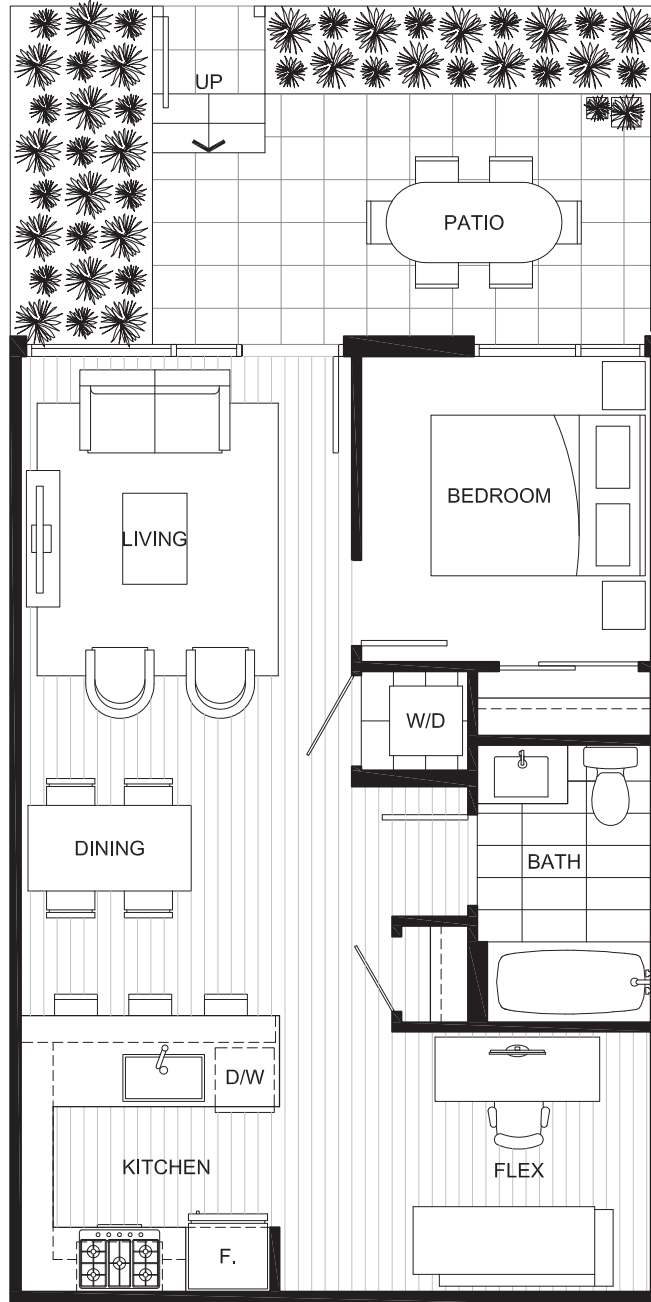 UP
PATIO
BEDROOM
LIVING
W/D
DINING
BATH
D/W
KITCHEN
FLEX
F.